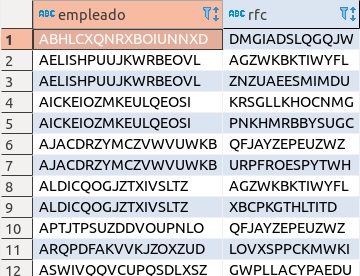 ABC empleado ABC rfc
1 ABHLCXQNRXBOIUNNXD DMGIADSLQGQJW
2 AELISHPUUJKWRBEOVL AGZWKBKTIWYFL
3 AELISHPUUJKWRBEOVL ZNZUAEESMIMDU
4 AICKEIOZMKEULQEOSI KRSGLLKHOCNMG
5 AICKEIOZMKEULQEOSI PNKHMRBBYSUGC
6 AJACDRZYMCZVWVUWKB QFJAYZEPEUZWZ
7 AJACDRZYMCZVWVUWKB URPFROESPYTWH
8 ALDICQOGJZTXIVSLTZ AGZWKBKTIWYFL
9 ALDICQOGJZTXIVSLTZ XBCPKGTHLTITD
10 APTJTPSUZDDVOUPNLO QFJAYZEPEUZWZ
11 ARQPDFAKVVKJZOXZUD LOVXSPPCKMWKI
12 ASWIVQQVCUPQSDLXSZ GWPLLACYPAEDU